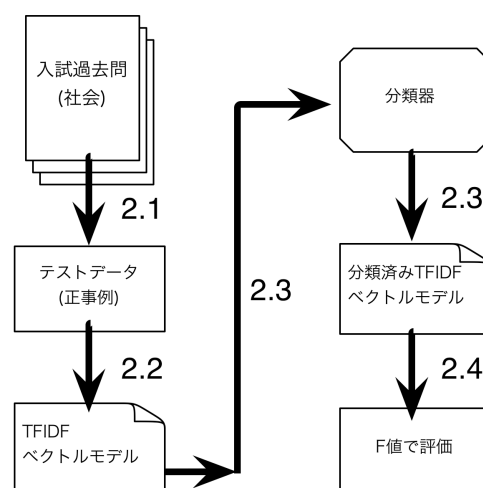 入試過去問
(社会)
2.1
テストデータ
(正事例)
2.2
TFIDF
ベクトルモデル
2.3
分類器
2.3
分類済みTFIDF
ベクトルモデル
2.4
F値で評価